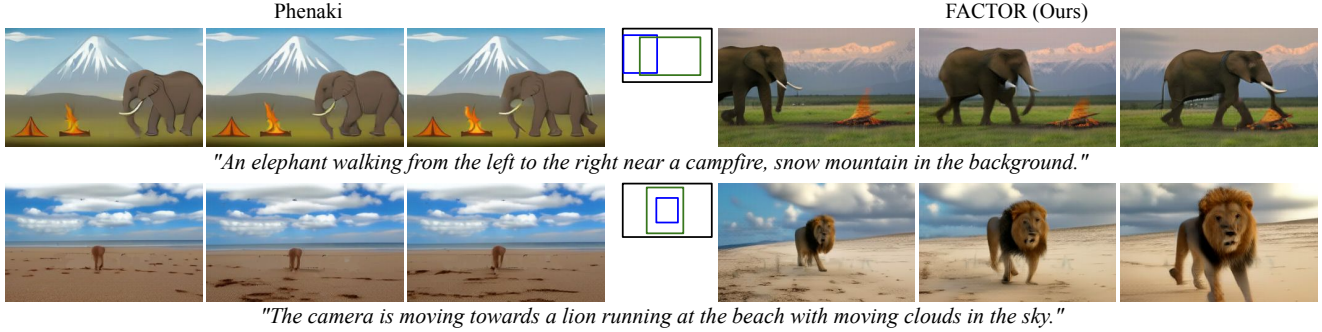 Phenaki
FACTOR (Ours)
"An elephant walking from the left to the right near a campfire, snow mountain in the background."
"The camera is moving towards a lion running at the beach with moving clouds in the sky."